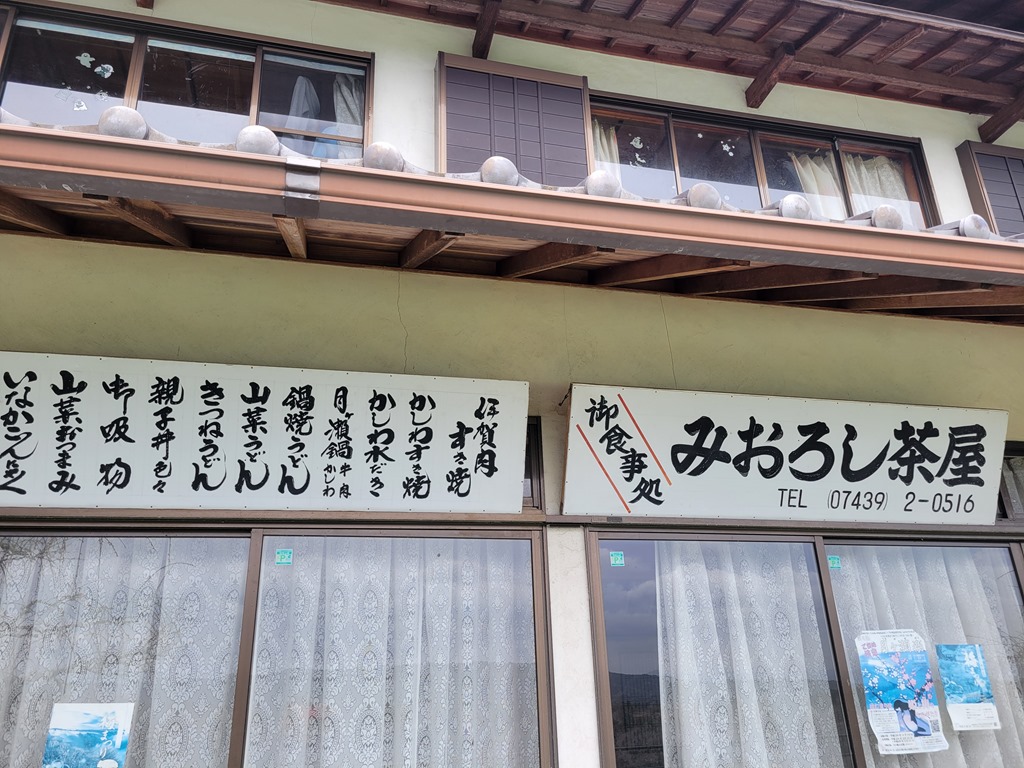 伊賀肉
すき焼
かしわすき焼
かしわ水だき
月ヶ瀬鍋 牛肉 かしわ
鍋焼うどん
山菜うどん
きつねうどん
親子丼色々
御吸物
山菜おつまみ
いなかこんにゃく
御食事処
みおろし茶屋
TEL (07439) 2-0516